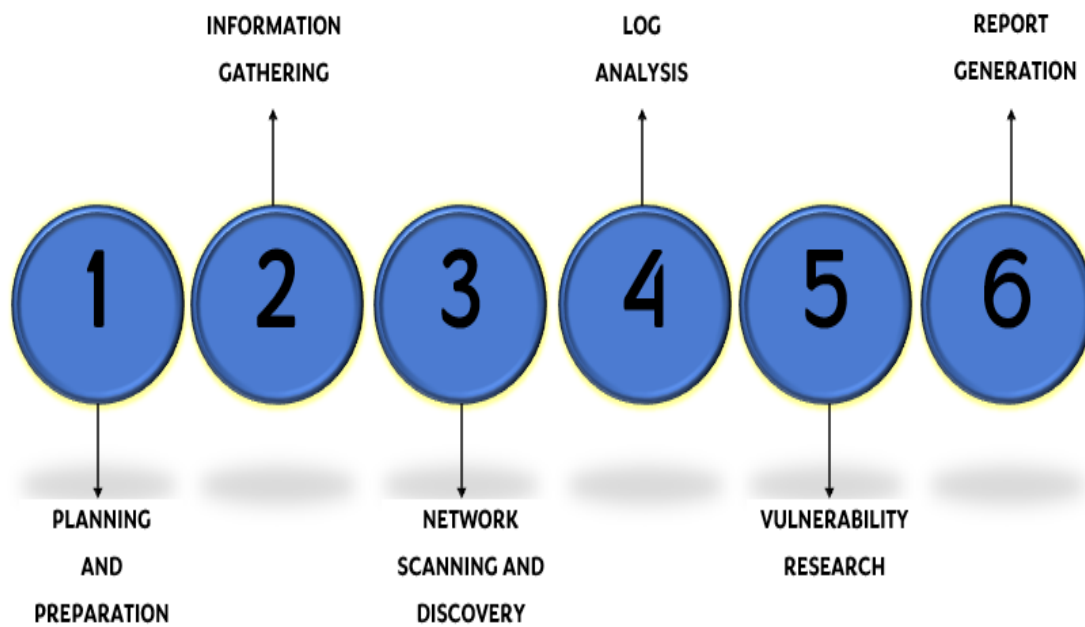 INFORMATION
GATHERING
LOG
ANALYSIS
REPORT
GENERATION
1
2
3
4
5
6
PLANNING
AND
PREPARATION
NETWORK
SCANNING AND
DISCOVERY
VULNERABILITY
RESEARCH